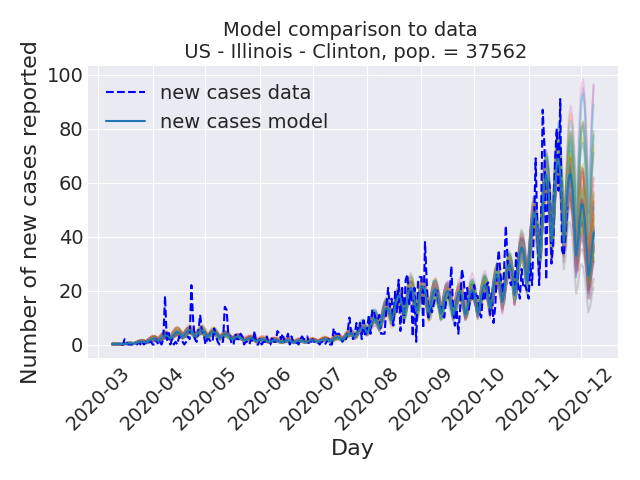 Model comparison to data
US - Illinois - Clinton, pop. = 37562
Number of new cases reported
100
80
60
40
20
0
new cases data
new cases model
2020-03
2020-04
2020-05
2020-06
2020-07
2020-08
2020-09
2020-10
2020-11
2020-12
Day